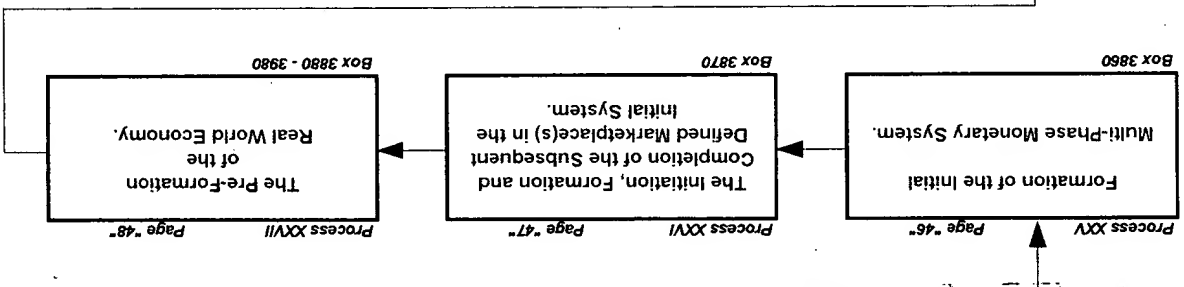 Process XXV Page "46"
Formation of the Initial
Multi-Phase Monetary System.
Box 3860
Process XXVI Page "47"
The Initiation, Formation and
Completion of the Subsequent
Defined Marketplace(s) in the
Initial System.
Box 3870
Process XXVII Page "48"
The Pre-Formation
of the
Real World Economy.
Box 3880 - 3980